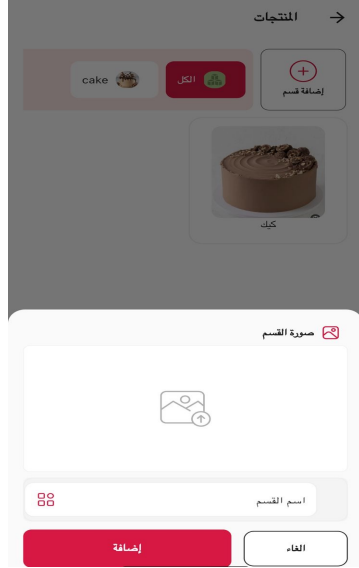 المنتجات
إضافة قسم
الكل
cake
كيك
صورة القسم
اسم القسم
إضافة
الغاء